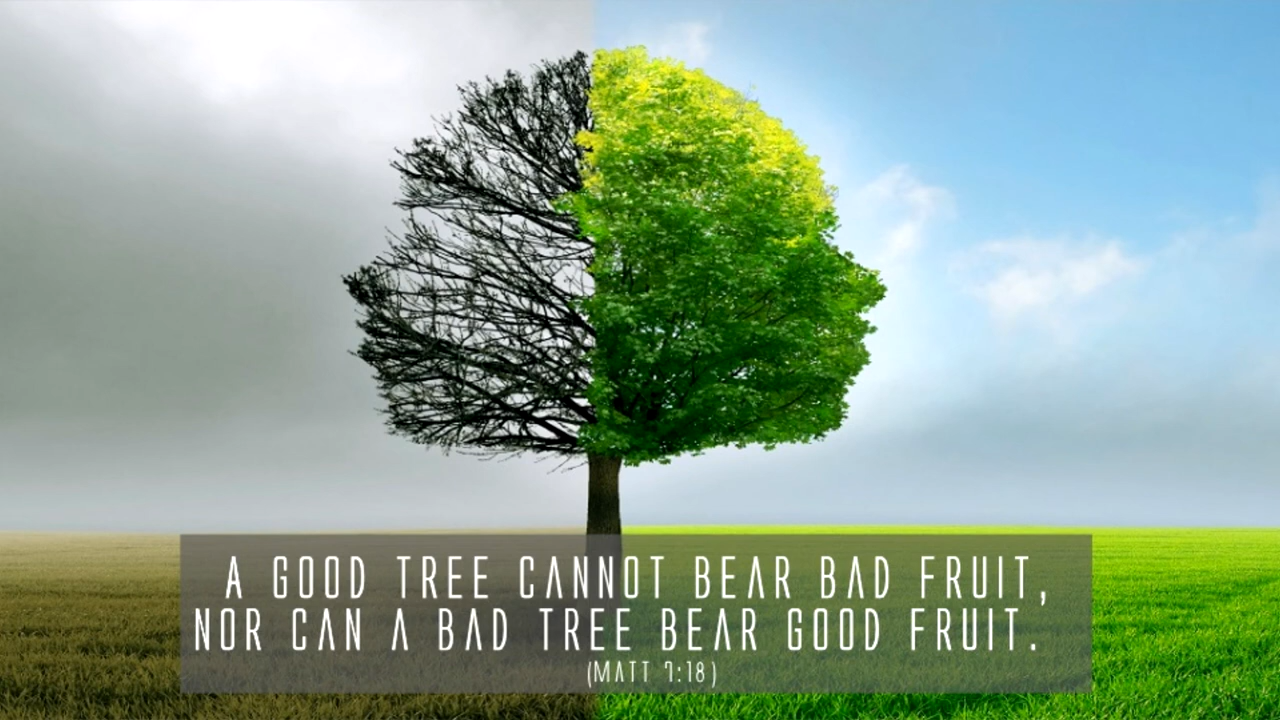 A GOOD TREE CANNOT BEAR BAD FRUIT,
NOR CAN A BAD TREE BEAR GOOD FRUIT.
(MATT 7:18)